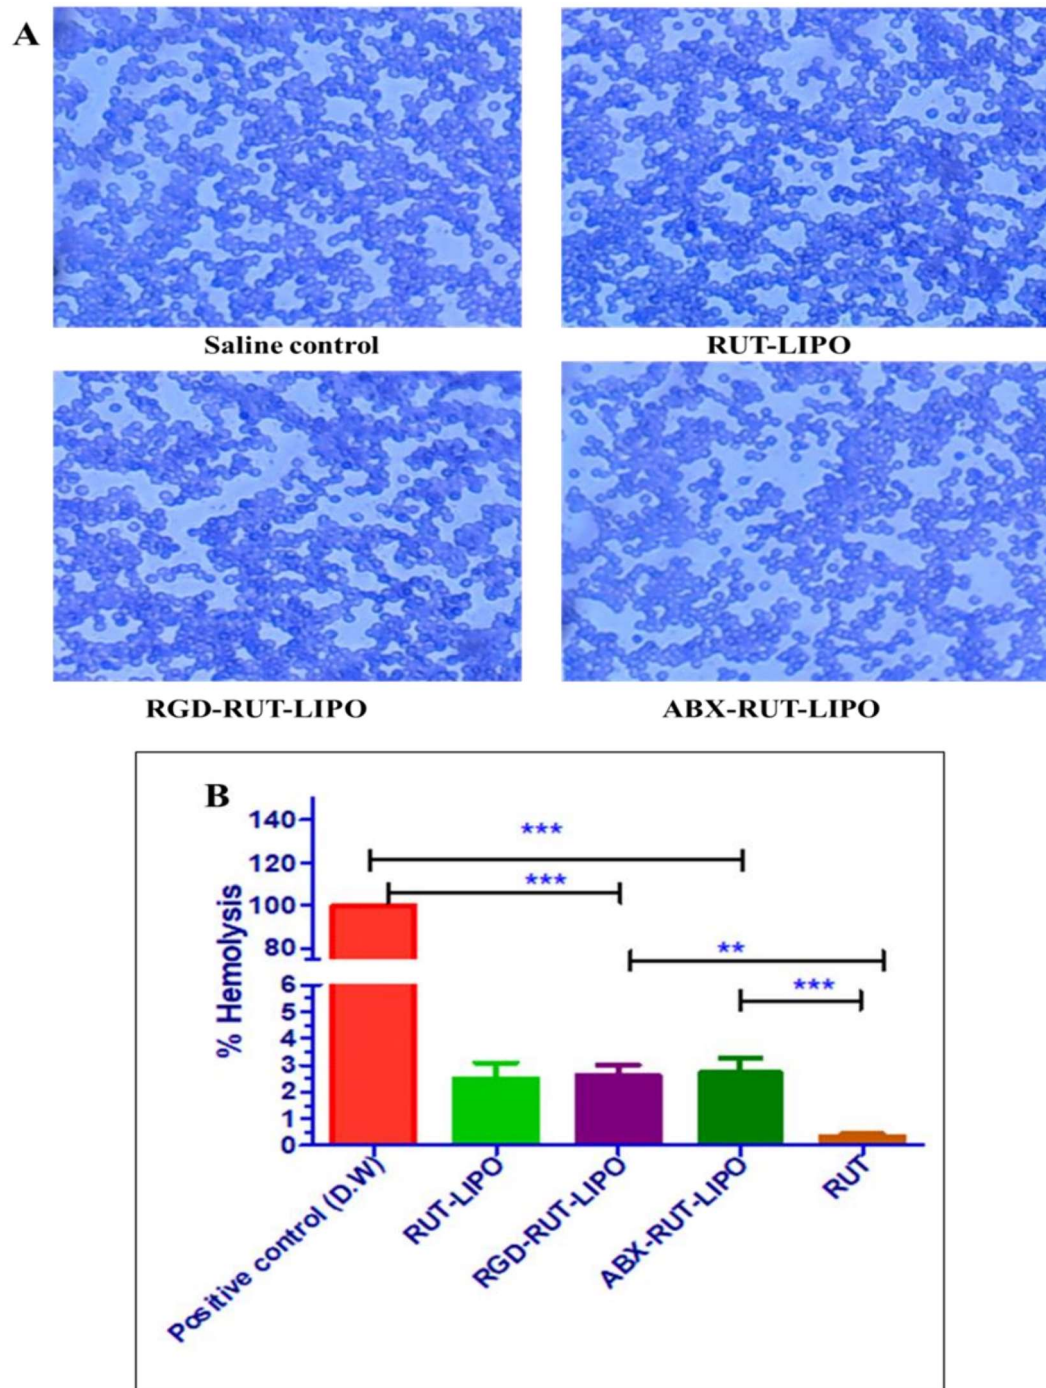 A
Saline control
RUT-LIPO
RGD-RUT-LIPO
ABX-RUT-LIPO
B
% Hemolysis
140
120
100
80
6
5
4
3
2
1
0
***
***
**
***
Positive control (D.W)
RUT-LIPO
RGD-RUT-LIPO
ABX-RUT-LIPO
RUT